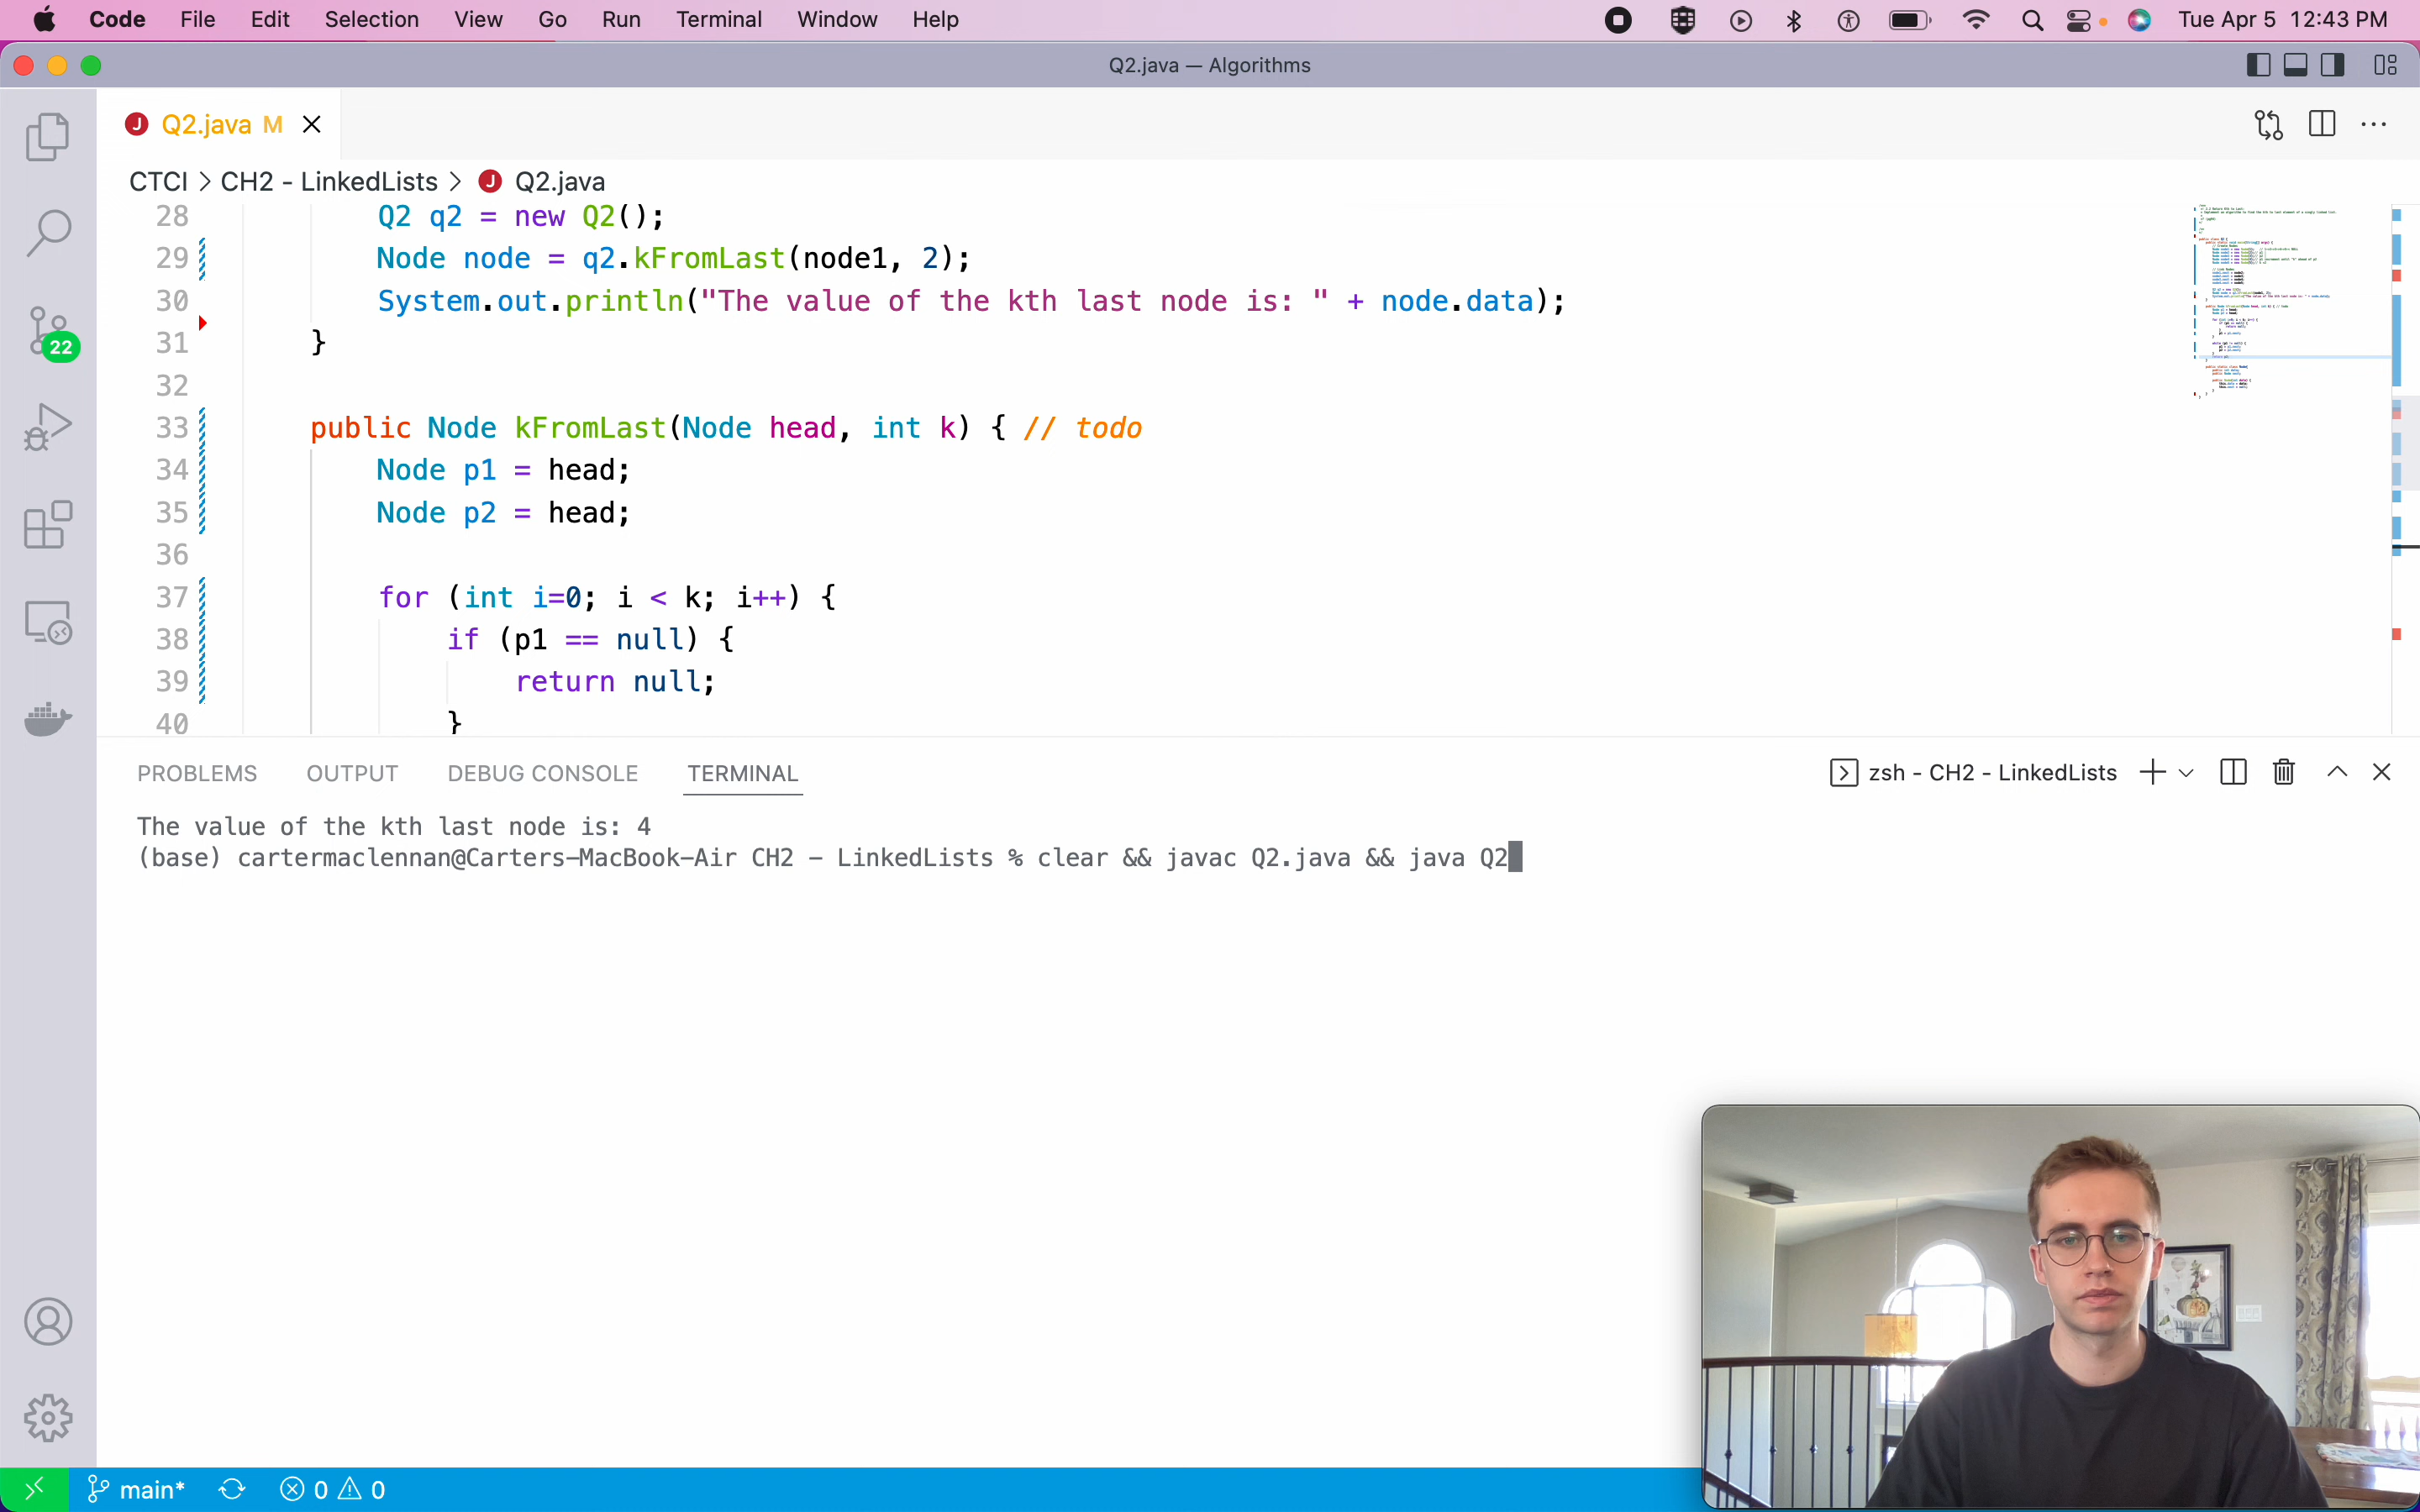 Code File Edit Selection View Go Run Terminal Window Help Tue Apr 5 12:43 PM
Q2.java — Algorithms
J Q2.java M
CTCI > CH2 - LinkedLists > J Q2.java
28 Q2 q2 = new Q2();
29 Node node = q2.kFromLast(node1, 2);
30 System.out.println("The value of the kth last node is: " + node.data);
31 }
32
33 public Node kFromLast(Node head, int k) { // todo
34 Node p1 = head;
35 Node p2 = head;
36
37 for (int i=0; i < k; i++) {
38 if (p1 == null) {
39 return null;
40 }
22
PROBLEMS OUTPUT DEBUG CONSOLE TERMINAL zsh - CH2 - LinkedLists
The value of the kth last node is: 4
(base) cartermaclennan@Carters-MacBook-Air CH2 - LinkedLists % clear && javac Q2.java && java Q2
main* 0 0